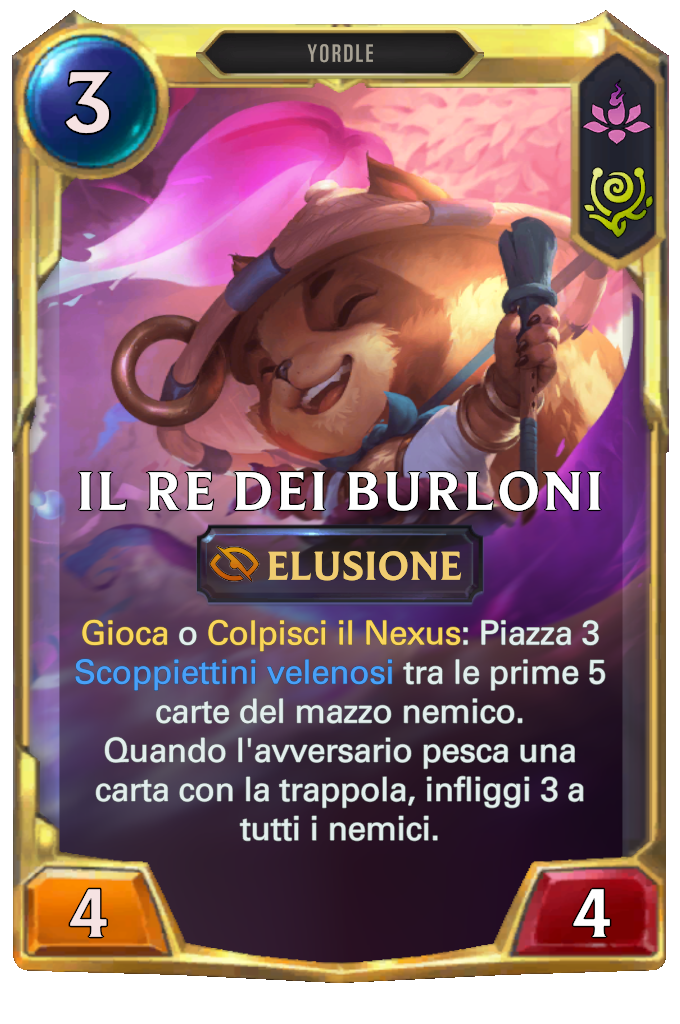 YORDLE
3
IL RE DEI BURLONI
ELUSIONE
Gioca o Colpisci il Nexus: Piazza 3
Scoppiettini velenosi tra le prime 5
carte del mazzo nemico.
Quando l'avversario pesca una
carta con la trappola, infliggi 3 a
tutti i nemici.
4
4